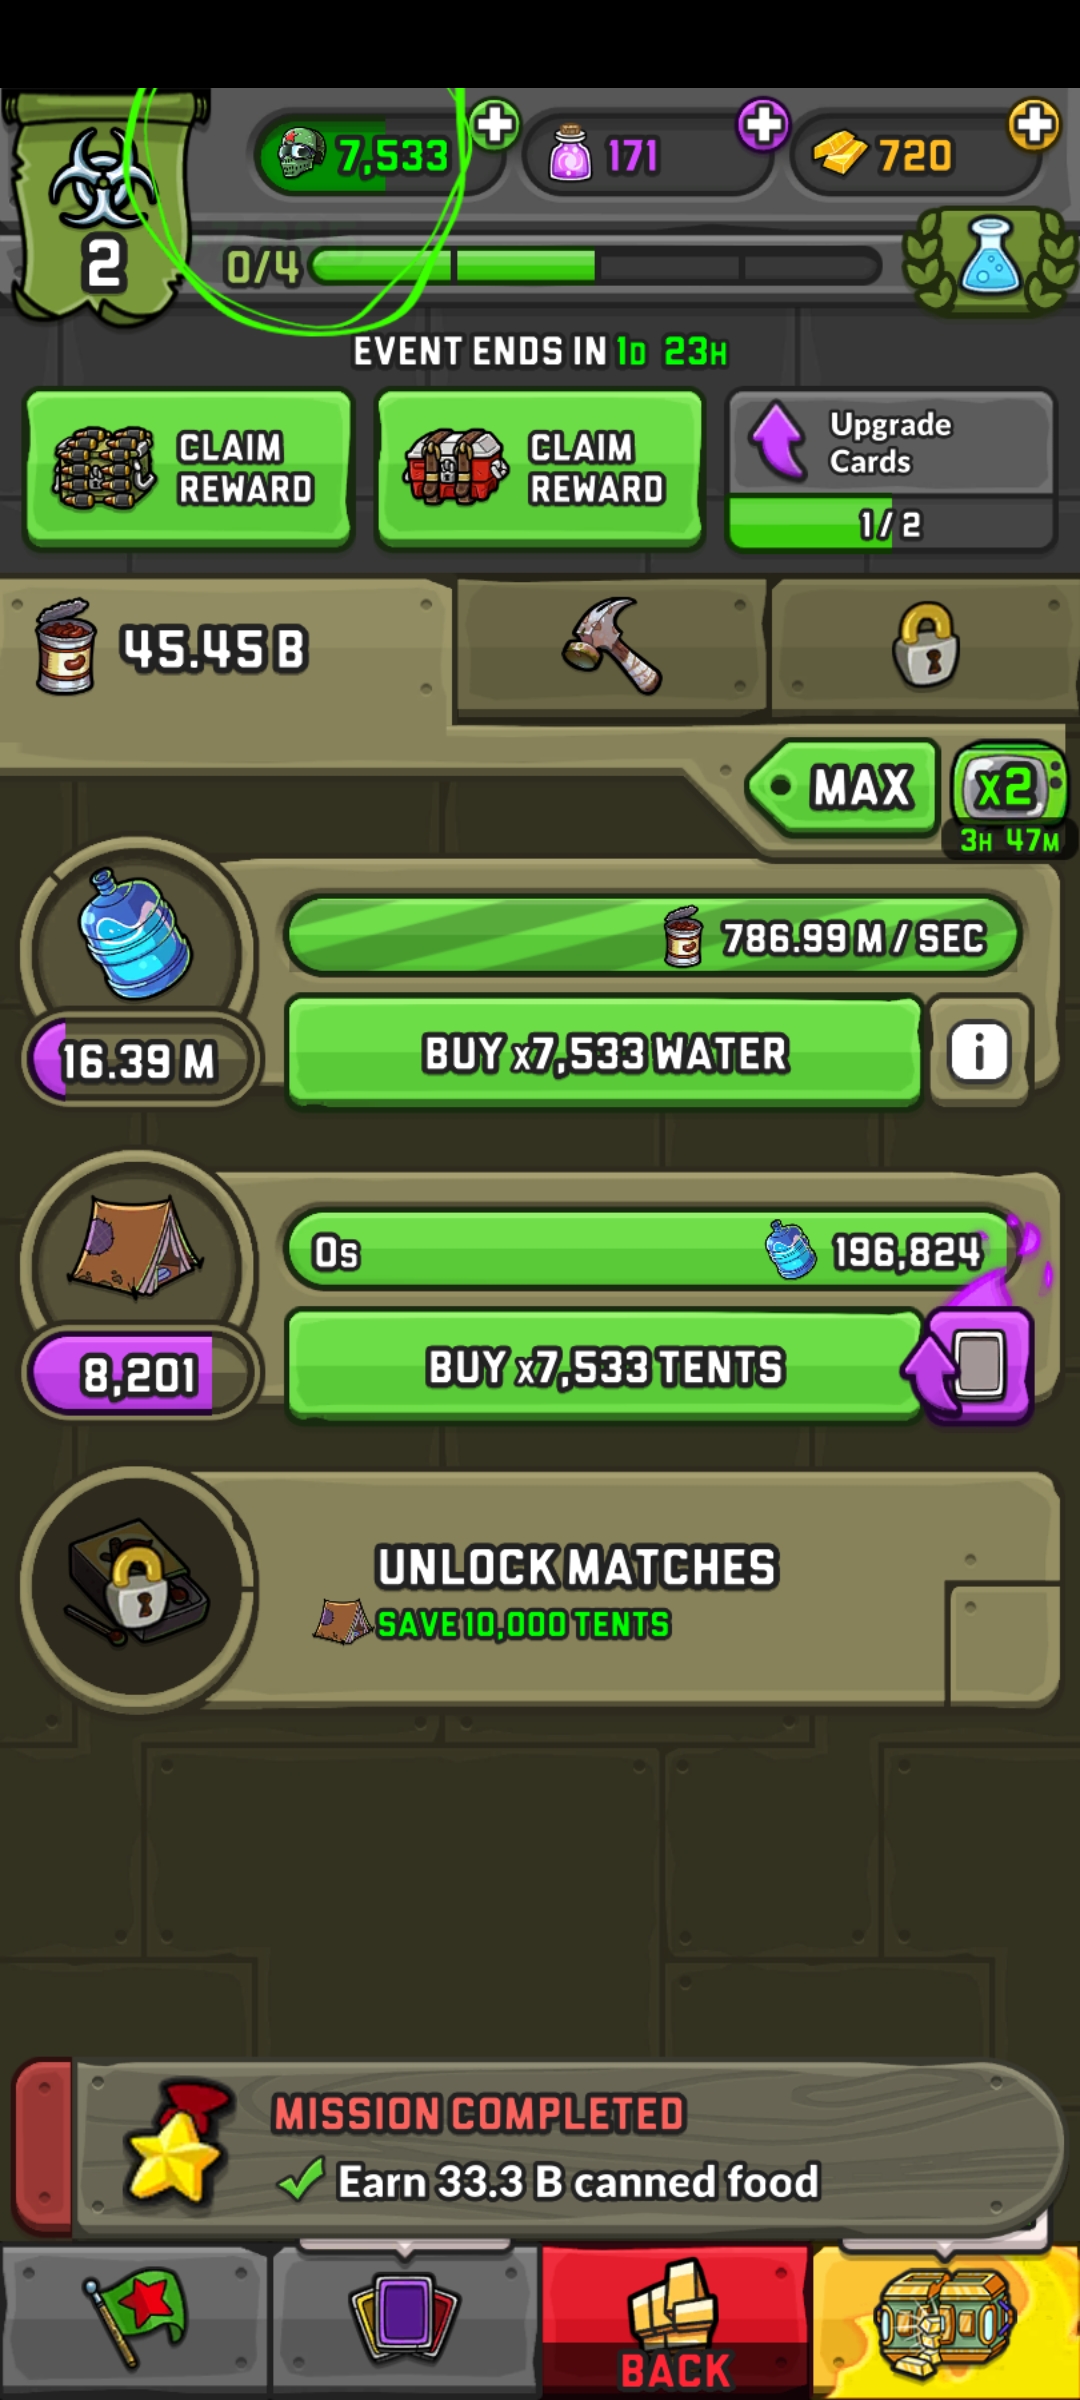 7,533
171
720
2
0/4
EVENT ENDS IN 1D 23H
CLAIM
REWARD
CLAIM
REWARD
Upgrade
Cards
1/2
45.45 B
MAX
x2
3H 47M
786.99 M / SEC
16.39 M
BUY x7,533 WATER
i
0s
196,824
8,201
BUY x7,533 TENTS
UNLOCK MATCHES
SAVE 10,000 TENTS
MISSION COMPLETED
Earn 33.3 B canned food
BACK